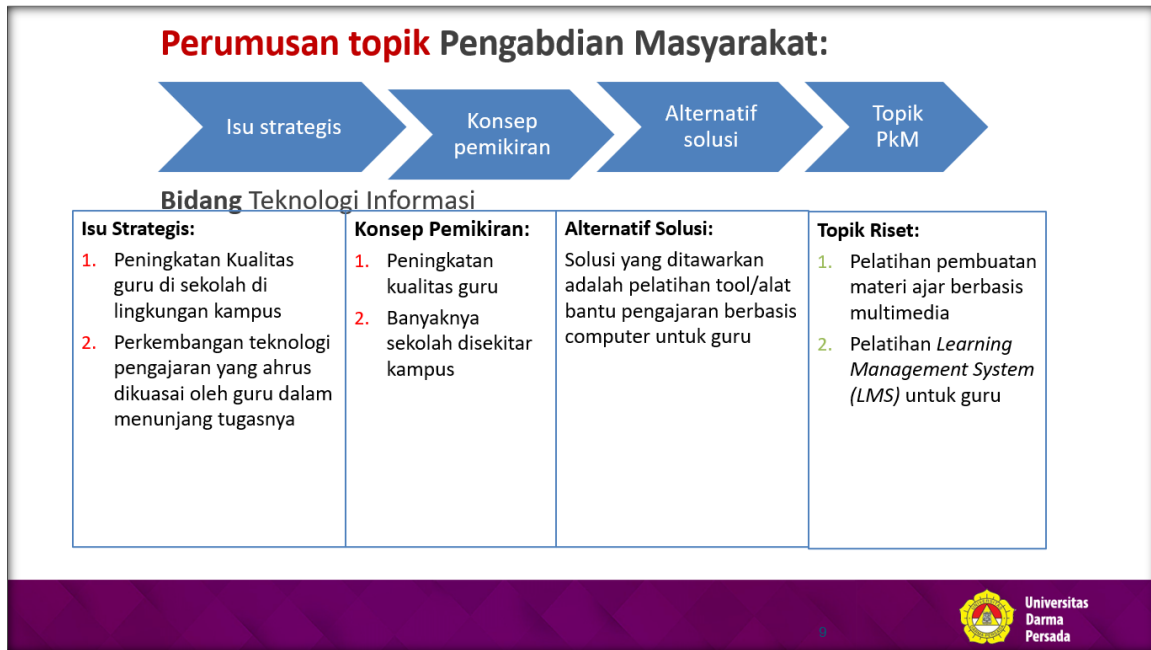 Perumusan topik Pengabdian Masyarakat:
Isu strategis
Konsep
pemikiran
Alternatif
solusi
Topik
PkM
Bidang Teknologi Informasi
Isu Strategis:
1. Peningkatan Kualitas
guru di sekolah di
lingkungan kampus
2. Perkembangan teknologi
pengajaran yang ahrus
dikuasai oleh guru dalam
menunjang tugasnya
Konsep Pemikiran:
1. Peningkatan
kualitas guru
2. Banyaknya
sekolah disekitar
kampus
Alternatif Solusi:
Solusi yang ditawarkan
adalah pelatihan tool/alat
bantu pengajaran berbasis
computer untuk guru
Topik Riset:
1. Pelatihan pembuatan
materi ajar berbasis
multimedia
2. Pelatihan Learning
Management System
(LMS) untuk guru
9
Universitas
Darma
Persada